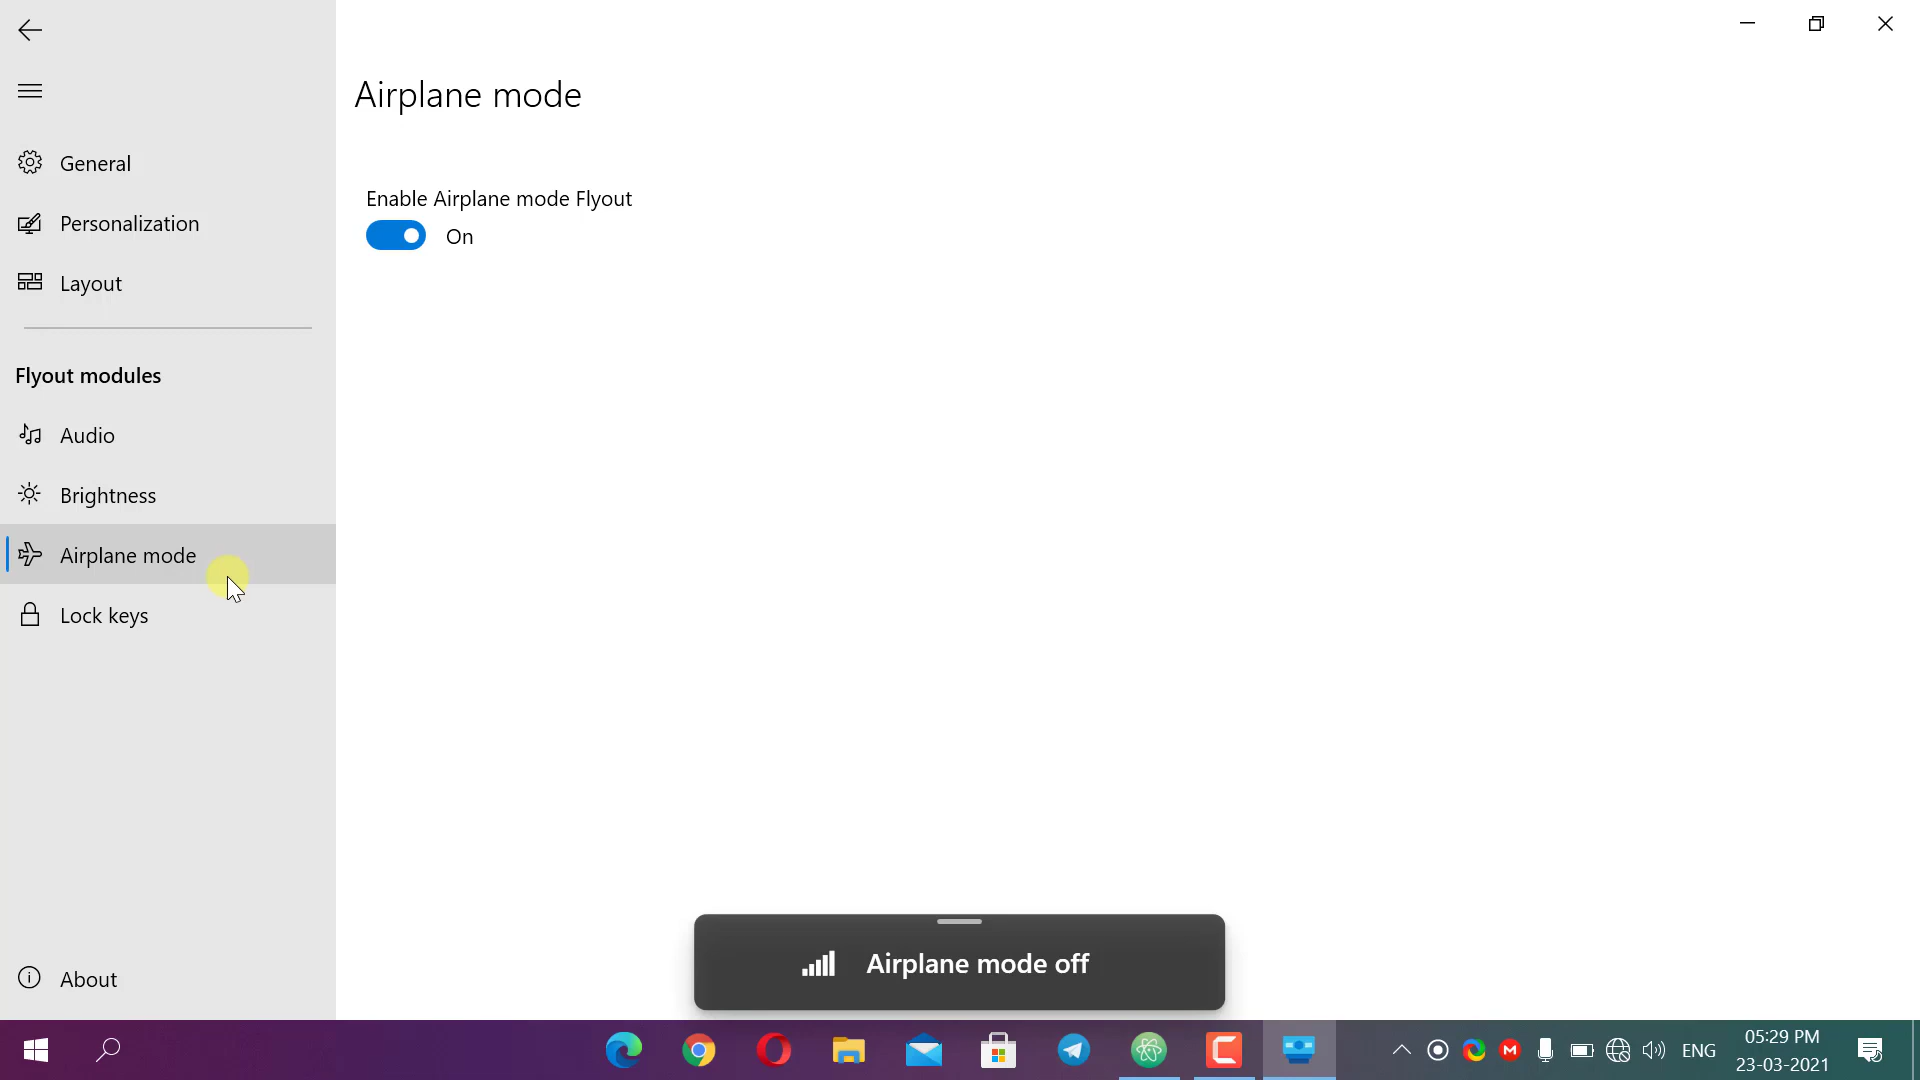 Airplane mode
General
Personalization
Layout
Flyout modules
Audio
Brightness
Airplane mode
Lock keys
About
Enable Airplane mode Flyout
On
Airplane mode off
ENG
05:29 PM
23-03-2021